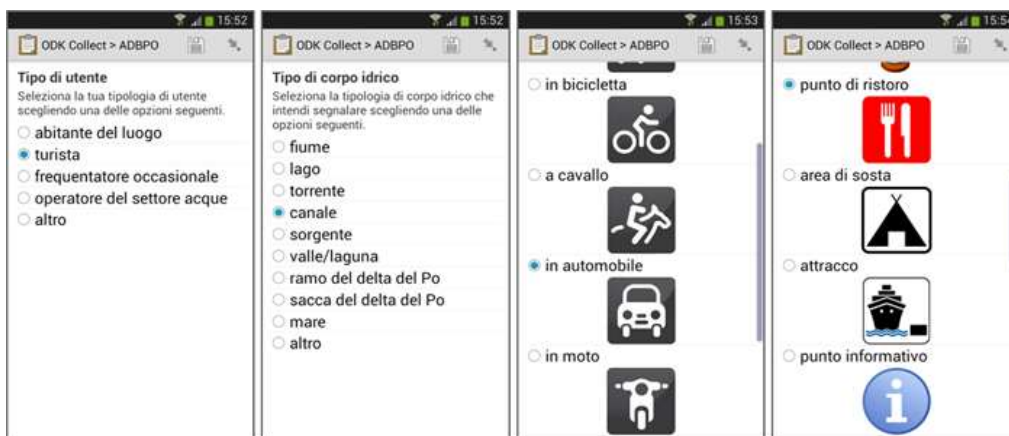 15:52
ODK Collect > ADBPO
Tipo di utente
Seleziona la tua tipologia di utente
scegliendo una delle opzioni seguenti.
abitante del luogo
turista
frequentatore occasionale
operatore del settore acque
altro
15:52
ODK Collect > ADBPO
Tipo di corpo idrico
Seleziona la tipologia di corpo idrico che
intendi segnalare scegliendo una delle
opzioni seguenti.
fiume
lago
torrente
canale
sorgente
valle/laguna
ramo del delta del Po
sacca del delta del Po
mare
altro
15:53
ODK Collect > ADBPO
in bicicletta
a cavallo
in automobile
in moto
15:54
ODK Collect > ADBPO
punto di ristoro
area di sosta
attracco
punto informativo
i